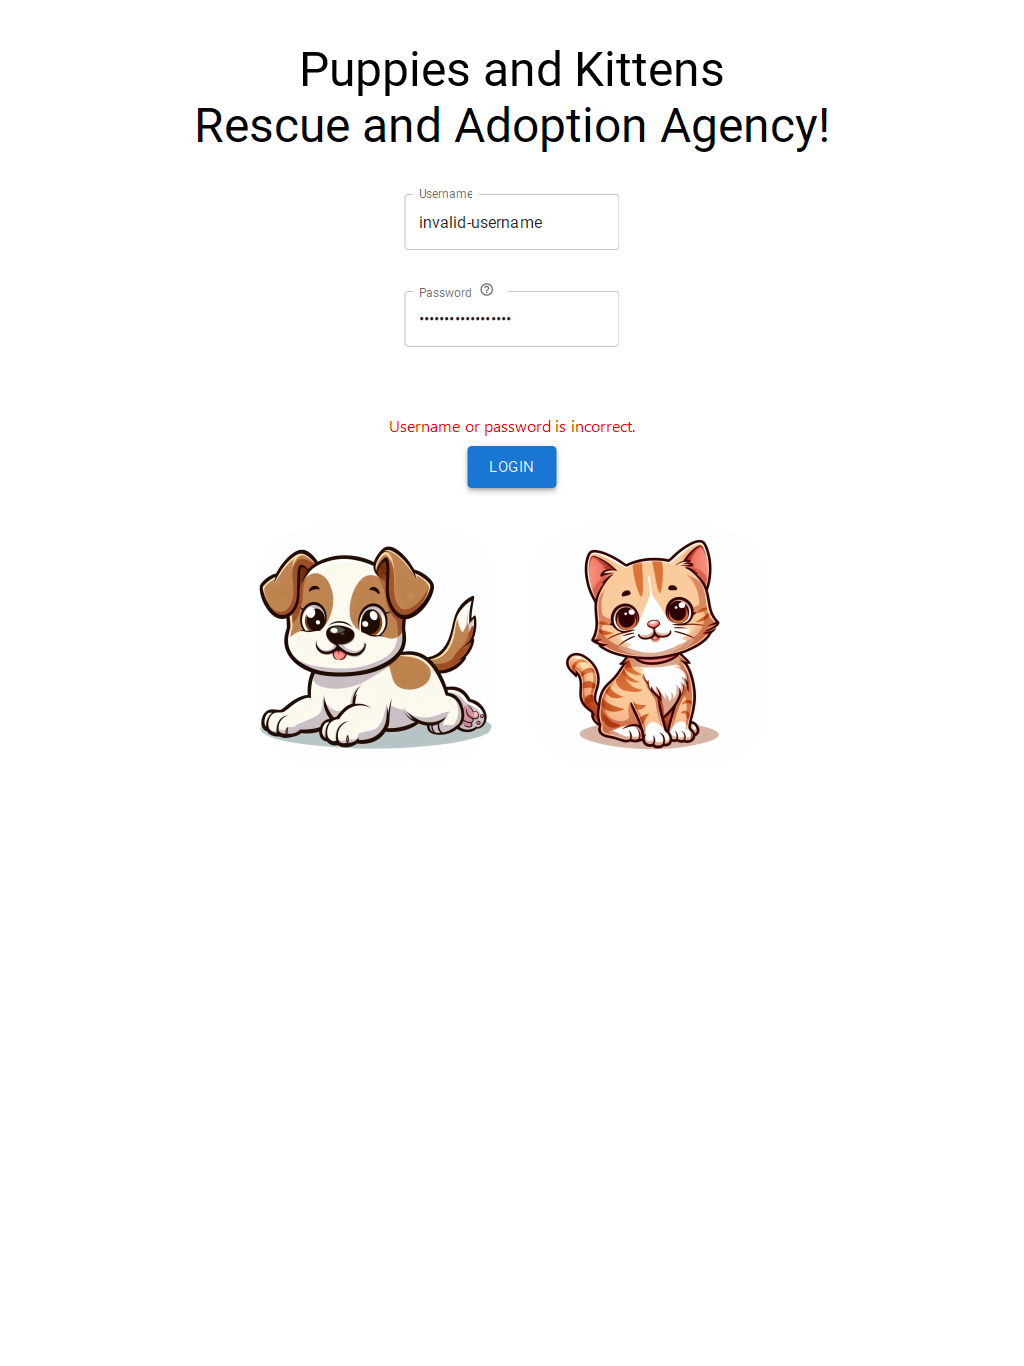 Puppies and Kittens
Rescue and Adoption Agency!
Username
invalid-username
Password
••••••••••••••••••
Username or password is incorrect.
LOGIN